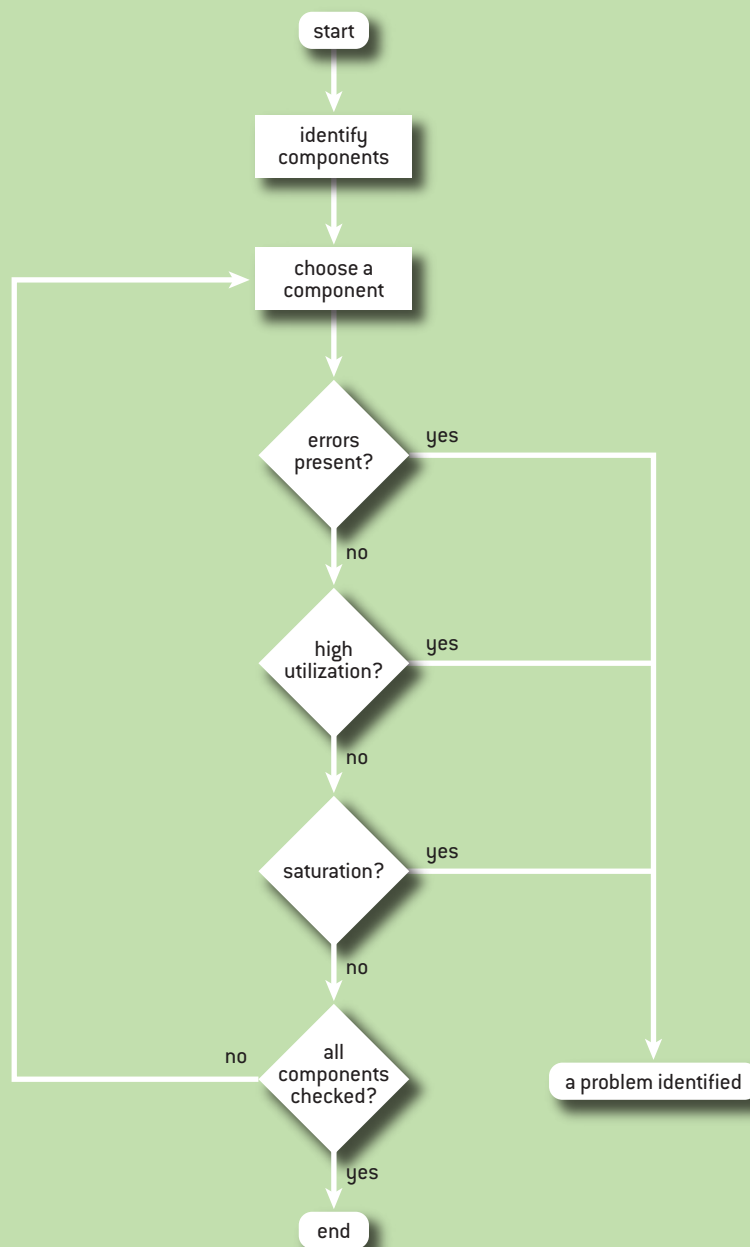 start
identify
components
choose a
component
errors
present?
yes
no
high
utilization?
yes
no
saturation?
yes
no
all
components
checked?
no
yes
a problem identified
end